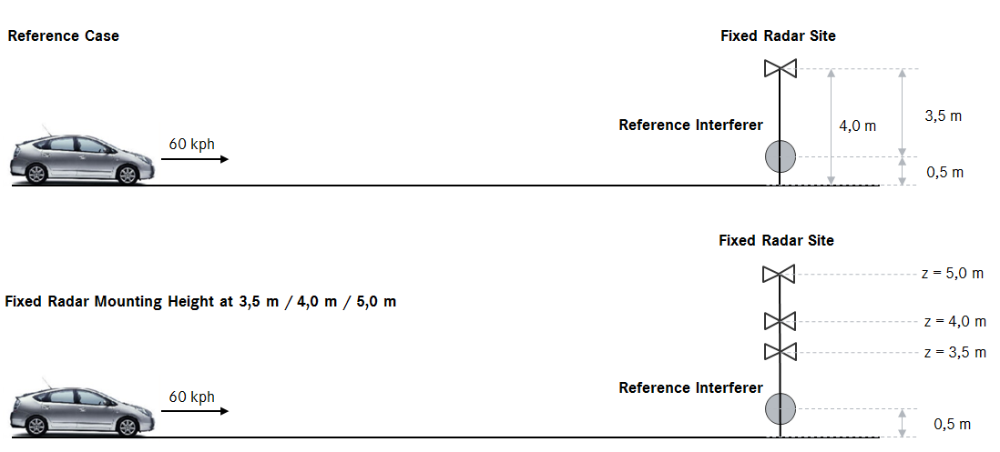 Reference Case
Fixed Radar Site
Reference Interferer
60 kph
4,0 m
3,5 m
0,5 m
Fixed Radar Site
z = 5,0 m
Fixed Radar Mounting Height at 3,5 m / 4,0 m / 5,0 m
z = 4,0 m
z = 3,5 m
Reference Interferer
60 kph
0,5 m